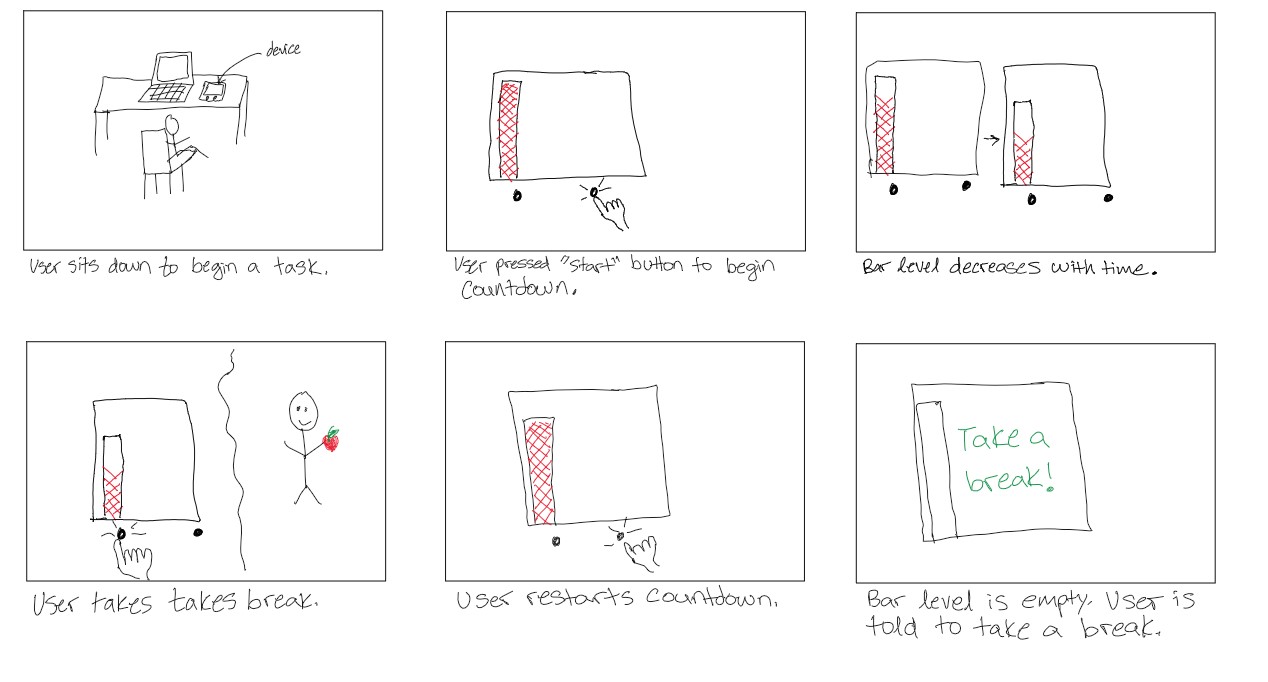 device
User sits down to begin a task.
User pressed "start" button to begin
countdown.
Bar level decreases with time.
User takes takes break.
User restarts countdown.
Take a
break!
Bar level is empty. User is
told to take a break.